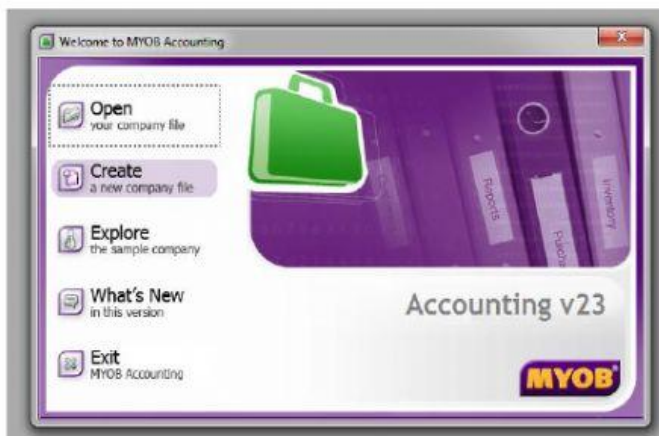 Welcome to MYOB Accounting
Open
your company file
Create
a new company file
Explore
the sample company
What's New
in this version
Exit
MYOB Accounting
Reports
Inventory
Accounting v23
MYOB